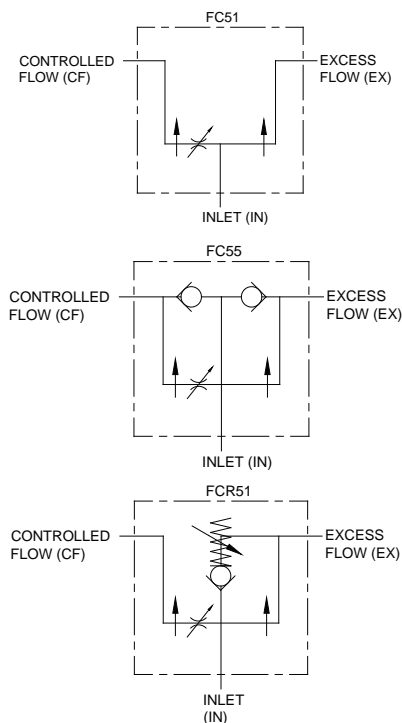 FC51
CONTROLLED
FLOW (CF)
EXCESS
FLOW (EX)
INLET (IN)
FC55
CONTROLLED
FLOW (CF)
EXCESS
FLOW (EX)
INLET (IN)
FCR51
CONTROLLED
FLOW (CF)
EXCESS
FLOW (EX)
INLET
(IN)